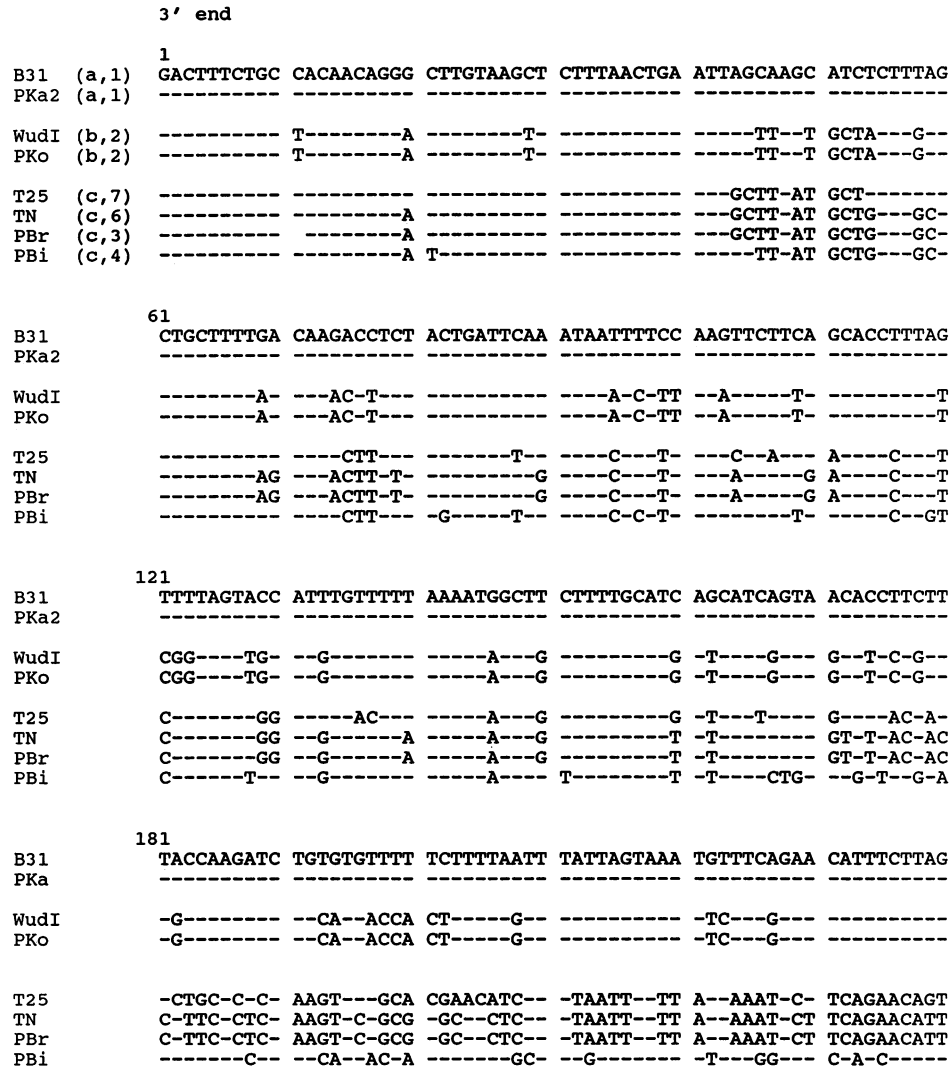 3' end
1
B31 (a,1) GACTTTCTGC CACAACAGGG CTTGTAAGCT CTTTAACTGA ATTAGCAAGC ATCTCTTTAG
PKa2 (a,1) ---------- ---------- ---------- ---------- ---------- ----------
WudI (b,2) ---------- T--------A -------T-- ---------- ----TT--T GCTA---G--
PKo (b,2) ---------- T--------A -------T-- ---------- ----TT--T GCTA---G--
T25 (c,7) ---------- ---------- ---------- ---------- --GCTT-AT GCT-------
TN (c,6) ---------- ---------A ---------- ---------- --GCTT-AT GCTG---GC-
PBr (c,3) ---------- ---------A ---------- ---------- --GCTT-AT GCTG---GC-
PBi (c,4) ---------- ---------A T--------- ---------- ----TT-AT GCTG---GC-
61
B31 CTGCTTTTGA CAAGACCTCT ACTGATTCAA ATAATTTTCC AAGTTCTTCA GCACCTTTAG
PKa2 ---------- ---------- ---------- ---------- ---------- ----------
WudI --------A- ---AC-T--- ---------- ----A-C-TT --A-----T- ---------T
PKo --------A- ---AC-T--- ---------- ----A-C-TT --A-----T- ---------T
T25 ---------- ----CTT--- ------T--- ----C---T- ---C--A--- A----C---T
TN --------AG ---ACTT-T- --------G- ----C---T- ---A-----G A----C---T
PBr --------AG ---ACTT-T- --------G- ----C---T- ---A-----G A----C---T
PBi ---------- ----CTT--- -G----T--- ----C-C-T- --------T- -----C--GT
121
B31 TTTTAGTACC ATTTGTTTTT AAAATGGCTT CTTTTGCATC AGCATCAGTA ACACCTTCTT
PKa2 ---------- ---------- ---------- ---------- ---------- ----------
WudI CGG----TG- --G------- -----A---G ---------G -T----G--- G--T-C-G--
PKo CGG----TG- --G------- -----A---G ---------G -T----G--- G--T-C-G--
T25 C-------GG -----AC--- -----A---G ---------G -T---T---- G----AC-A-
TN C-------GG --G------A -----A---G ---------T -T-------- GT-T-AC-AC
PBr C-------GG --G------A -----A---G ---------T -T-------- GT-T-AC-AC
PBi C------T-- --G------- -----A---- T--------T -T----CTG- --G-T--G-A
181
B31 TACCAAGATC TGTGTGTTTT TCTTTTAATT TATTAGTAAA TGTTTCAGAA CATTTCTTAG
PKa ---------- ---------- ---------- ---------- ---------- ----------
WudI -G-------- --CA--ACCA CT-----G-- ---------- -TC---G--- ----------
PKo -G-------- --CA--ACCA CT-----G-- ---------- -TC---G--- ----------
T25 -CTGC-C-C- AAGT---GCA CGAACATC-- -TAATT--TT A--AAAT-C- TCAGAACAGT
TN C-TTC-CTC- AAGT-C-GCG -GC--CTC-- -TAATT--TT A--AAAT-CT TCAGAACATT
PBr C-TTC-CTC- AAGT-C-GCG -GC--CTC-- -TAATT--TT A--AAAT-CT TCAGAACATT
PBi -------C-- --CA--AC-A ------GC-- --G------- -T---GG--- C-A-C-----